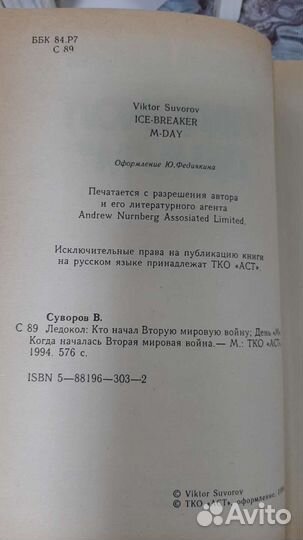 ББК 84.Р7
С 89
Viktor Suvorov
ICE-BREAKER
M-DAY
Оформление Ю.Федичкина
Печатается с разрешения автора
и его литературного агента
Andrew Nurnberg Assosiated Limited.
Исключительные права на публикацию книги
на русском языке принадлежат ТКО «АСТ».
Суворов В.
С 89 Ледокол: Кто начал Вторую мировую войну; День
Когда началась Вторая мировая война.— М.: ТКО «АСТ»
1994. 576 с.
ISBN 5—88196—303—2
© Viktor Suvorov
© ТКО «АСТ», оформление,
Avito